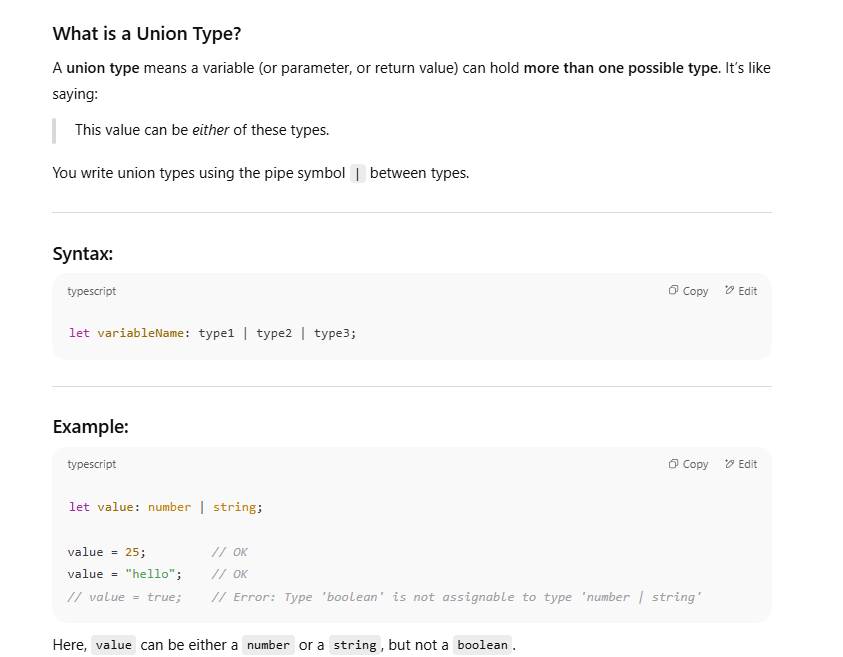 What is a Union Type?
A union type means a variable (or parameter, or return value) can hold more than one possible type. It's like
saying:
This value can be either of these types.
You write union types using the pipe symbol | between types.
Syntax:
typescript
Copy Edit
let variableName: type1 | type2 | type3;
Example:
typescript
Copy Edit
let value: number | string;
value = 25; // OK
value = "hello"; // OK
// value = true; // Error: Type 'boolean' is not assignable to type 'number | string'
Here, value can be either a number or a string, but not a boolean.